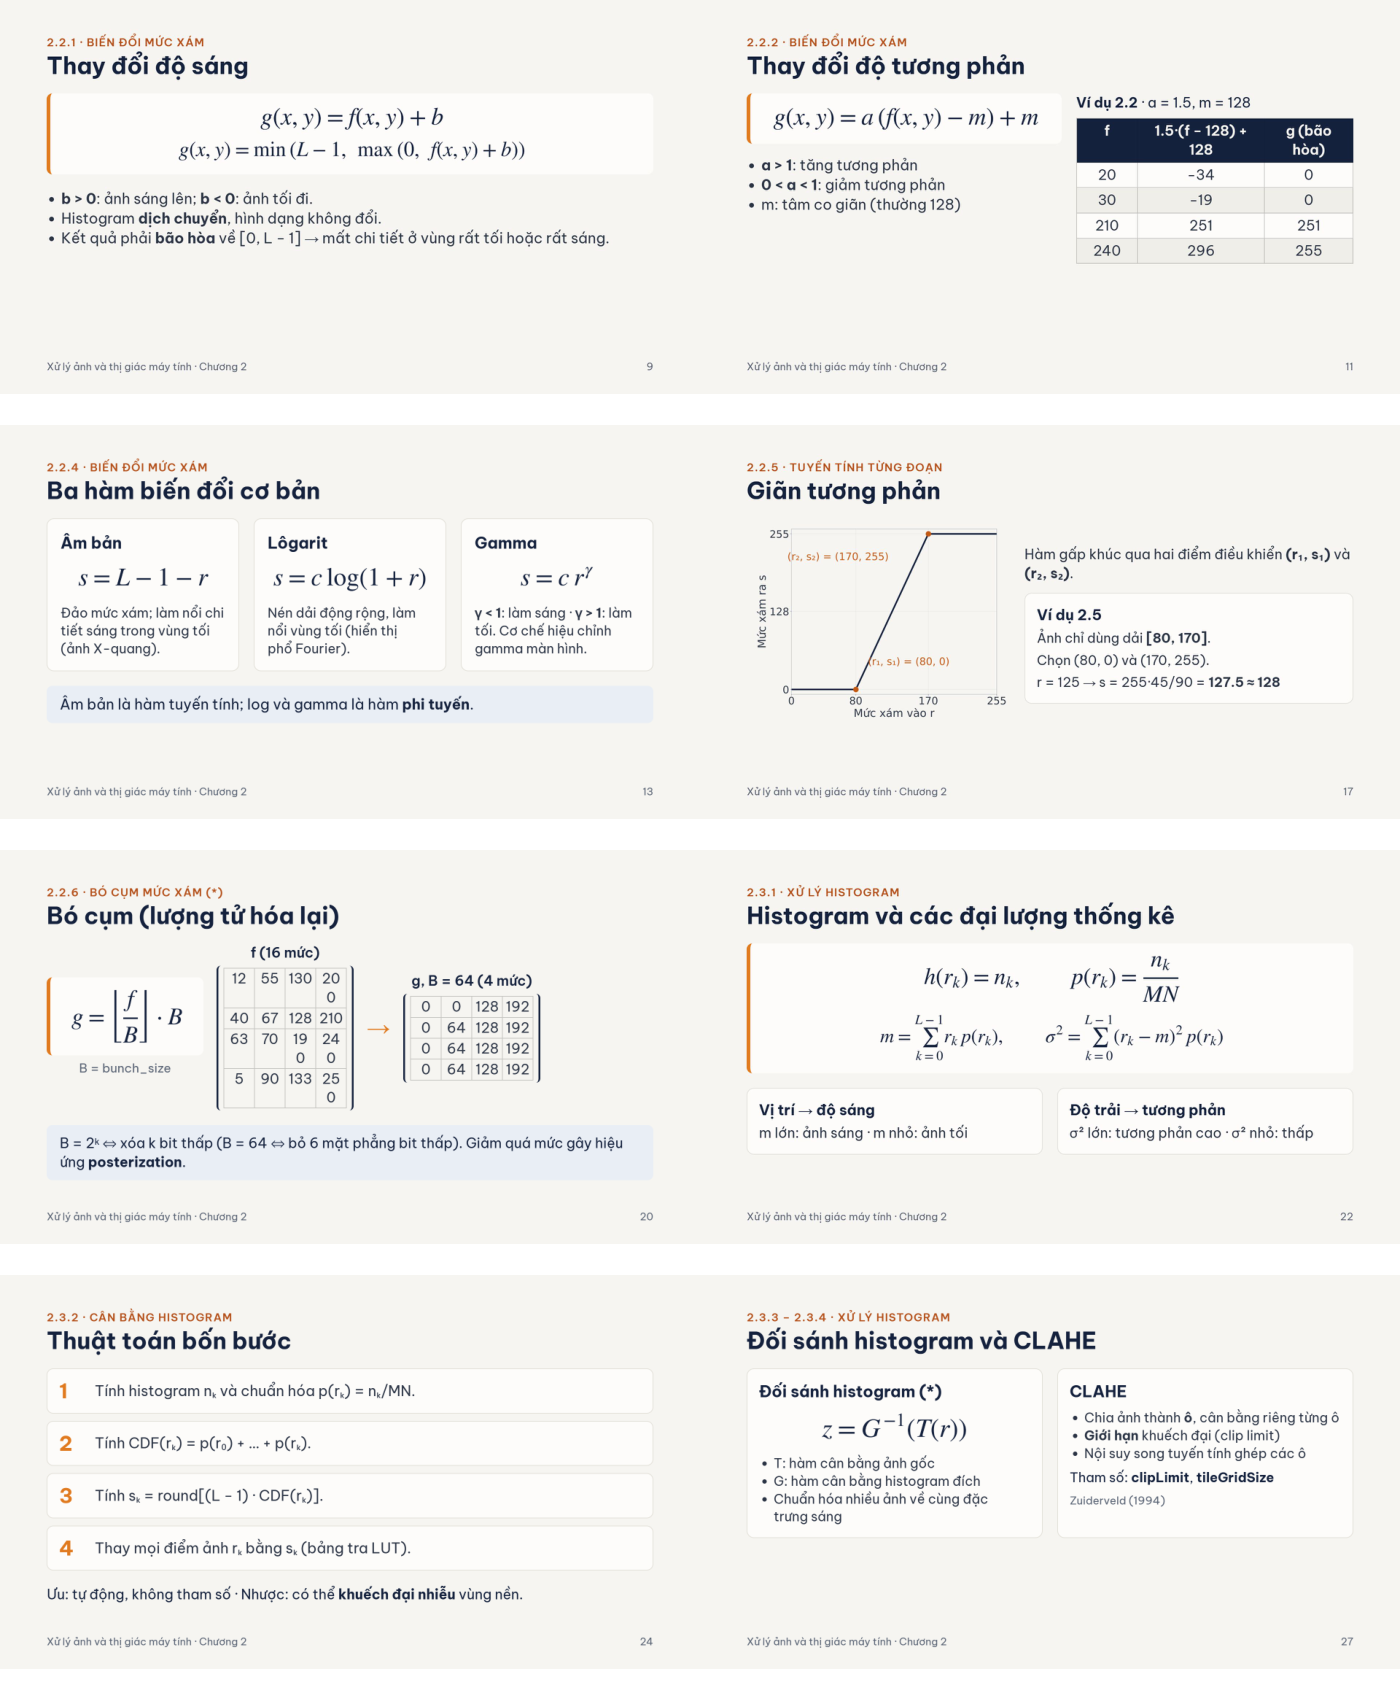 2.2.1 · BIẾN ĐỔI MỨC XÁM
Thay đổi độ sáng
g(x, y) = f(x, y) + b
g(x, y) = min (L − 1, max (0, f(x, y) + b))
• b > 0: ảnh sáng lên; b < 0: ảnh tối đi.
• Histogram dịch chuyển, hình dạng không đổi.
• Kết quả phải bão hòa về [0, L − 1] → mất chi tiết ở vùng rất tối hoặc rất sáng.
Xử lý ảnh và thị giác máy tính · Chương 2
9
2.2.2 · BIẾN ĐỔI MỨC XÁM
Thay đổi độ tương phản
g(x, y) = a (f(x, y) − m) + m
• a > 1: tăng tương phản
• 0 < a < 1: giảm tương phản
• m: tâm co giãn (thường 128)
Ví dụ 2.2 · a = 1.5, m = 128
f 1.5·(f − 128) + 128 g (bão hòa)
20 −34 0
30 −19 0
210 251 251
240 296 255
Xử lý ảnh và thị giác máy tính · Chương 2
11
2.2.4 · BIẾN ĐỔI MỨC XÁM
Ba hàm biến đổi cơ bản
Âm bản
s = L − 1 − r
Đảo mức xám; làm nổi chi
tiết sáng trong vùng tối
(ảnh X-quang).
Lôgarit
s = c log(1 + r)
Nén dải động rộng, làm
nổi vùng tối (hiển thị
phổ Fourier).
Gamma
s = c r^γ
γ < 1: làm sáng · γ > 1: làm
tối. Cơ chế hiệu chỉnh
gamma màn hình.
Âm bản là hàm tuyến tính; log và gamma là hàm phi tuyến.
Xử lý ảnh và thị giác máy tính · Chương 2
13
2.2.5 · TUYẾN TÍNH TỪNG ĐOẠN
Giãn tương phản
255
(r₂, s₂) = (170, 255)
Mức xám ra s
128
(r₁, s₁) = (80, 0)
0
0 80 170 255
Mức xám vào r
Hàm gấp khúc qua hai điểm điều khiển (r₁, s₁) và
(r₂, s₂).
Ví dụ 2.5
Ảnh chỉ dùng dải [80, 170].
Chọn (80, 0) và (170, 255).
r = 125 → s = 255·45/90 = 127.5 ≈ 128
Xử lý ảnh và thị giác máy tính · Chương 2
17
2.2.6 · BÓ CỤM MỨC XÁM (*)
Bó cụm (lượng tử hóa lại)
g = ⌊f/B⌋ · B
B = bunch_size
f (16 mức)
12 55 130 200
40 67 128 210
63 70 190 240
5 90 133 250
→
g, B = 64 (4 mức)
0 0 128 192
0 64 128 192
0 64 128 192
0 64 128 192
B = 2ᵏ ⇔ xóa k bit thấp (B = 64 ⇔ bỏ 6 mặt phẳng bit thấp). Giảm quá mức gây hiệu
ứng posterization.
Xử lý ảnh và thị giác máy tính · Chương 2
20
2.3.1 · XỬ LÝ HISTOGRAM
Histogram và các đại lượng thống kê
h(rₖ) = nₖ, p(rₖ) = nₖ/MN
m = ∑_{k=0}^{L−1} rₖ p(rₖ), σ² = ∑_{k=0}^{L−1} (rₖ − m)² p(rₖ)
Vị trí → độ sáng
m lớn: ảnh sáng · m nhỏ: ảnh tối
Độ trải → tương phản
σ² lớn: tương phản cao · σ² nhỏ: thấp
Xử lý ảnh và thị giác máy tính · Chương 2
22
2.3.2 · CÂN BẰNG HISTOGRAM
Thuật toán bốn bước
1 Tính histogram nₖ và chuẩn hóa p(rₖ) = nₖ/MN.
2 Tính CDF(rₖ) = p(r₀) + … + p(rₖ).
3 Tính sₖ = round[(L − 1) · CDF(rₖ)].
4 Thay mọi điểm ảnh rₖ bằng sₖ (bảng tra LUT).
Ưu: tự động, không tham số · Nhược: có thể khuếch đại nhiễu vùng nền.
Xử lý ảnh và thị giác máy tính · Chương 2
24
2.3.3 – 2.3.4 · XỬ LÝ HISTOGRAM
Đối sánh histogram và CLAHE
Đối sánh histogram (*)
z = G⁻¹(T(r))
• T: hàm cân bằng ảnh gốc
• G: hàm cân bằng histogram đích
• Chuẩn hóa nhiều ảnh về cùng đặc
trưng sáng
CLAHE
• Chia ảnh thành ô, cân bằng riêng từng ô
• Giới hạn khuếch đại (clip limit)
• Nội suy song tuyến tính ghép các ô
Tham số: clipLimit, tileGridSize
Zuiderveld (1994)
Xử lý ảnh và thị giác máy tính · Chương 2
27